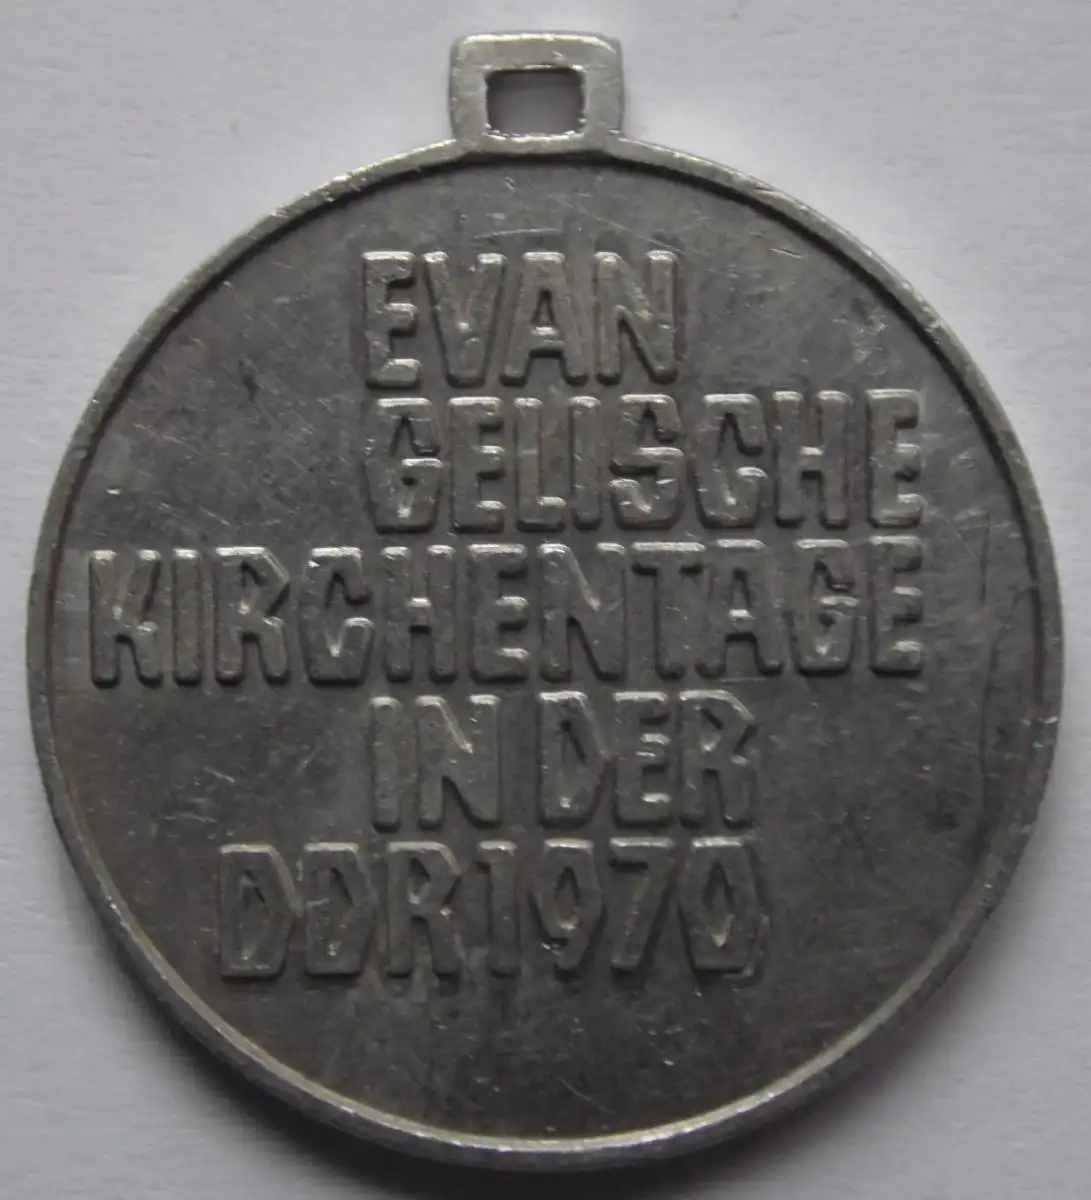 EVAN
GELISCHE
KIRCHENTAGE
IN DER
DDR 1970